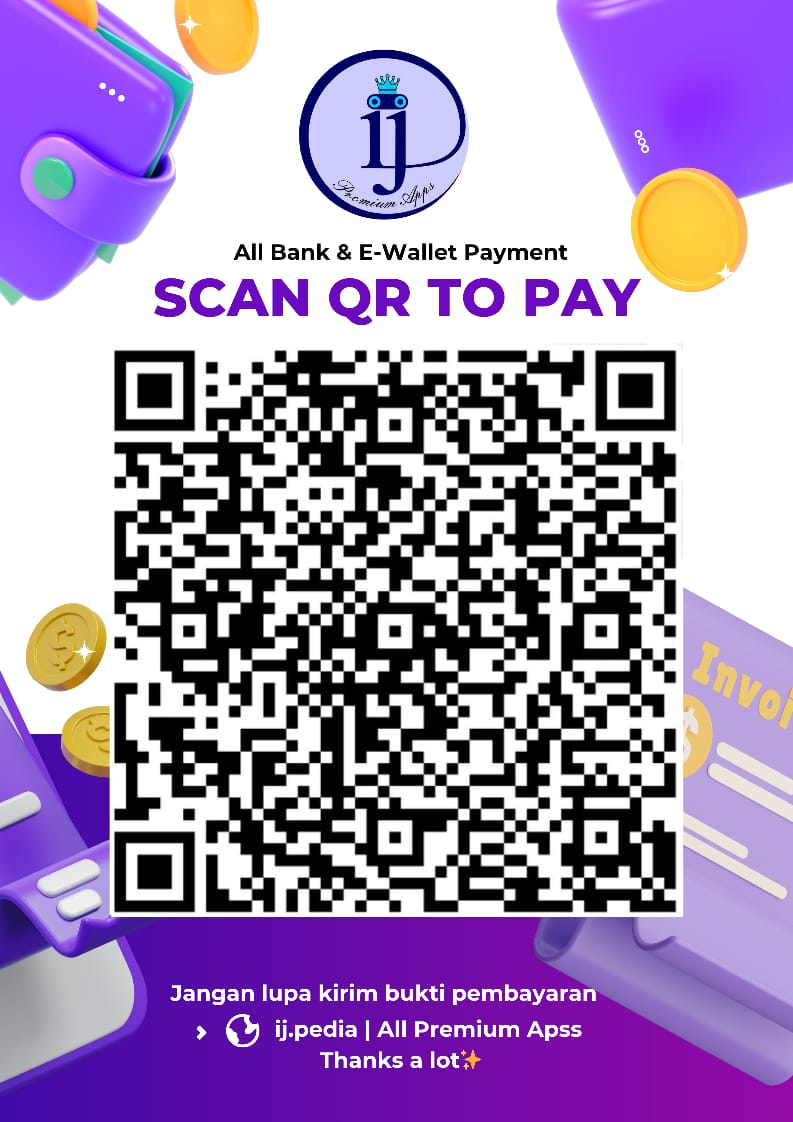 ij
Premium Apps
All Bank & E-Wallet Payment
SCAN QR TO PAY
Invoi
Jangan lupa kirim bukti pembayaran
ij.pedia | All Premium Apss
Thanks a lot✨